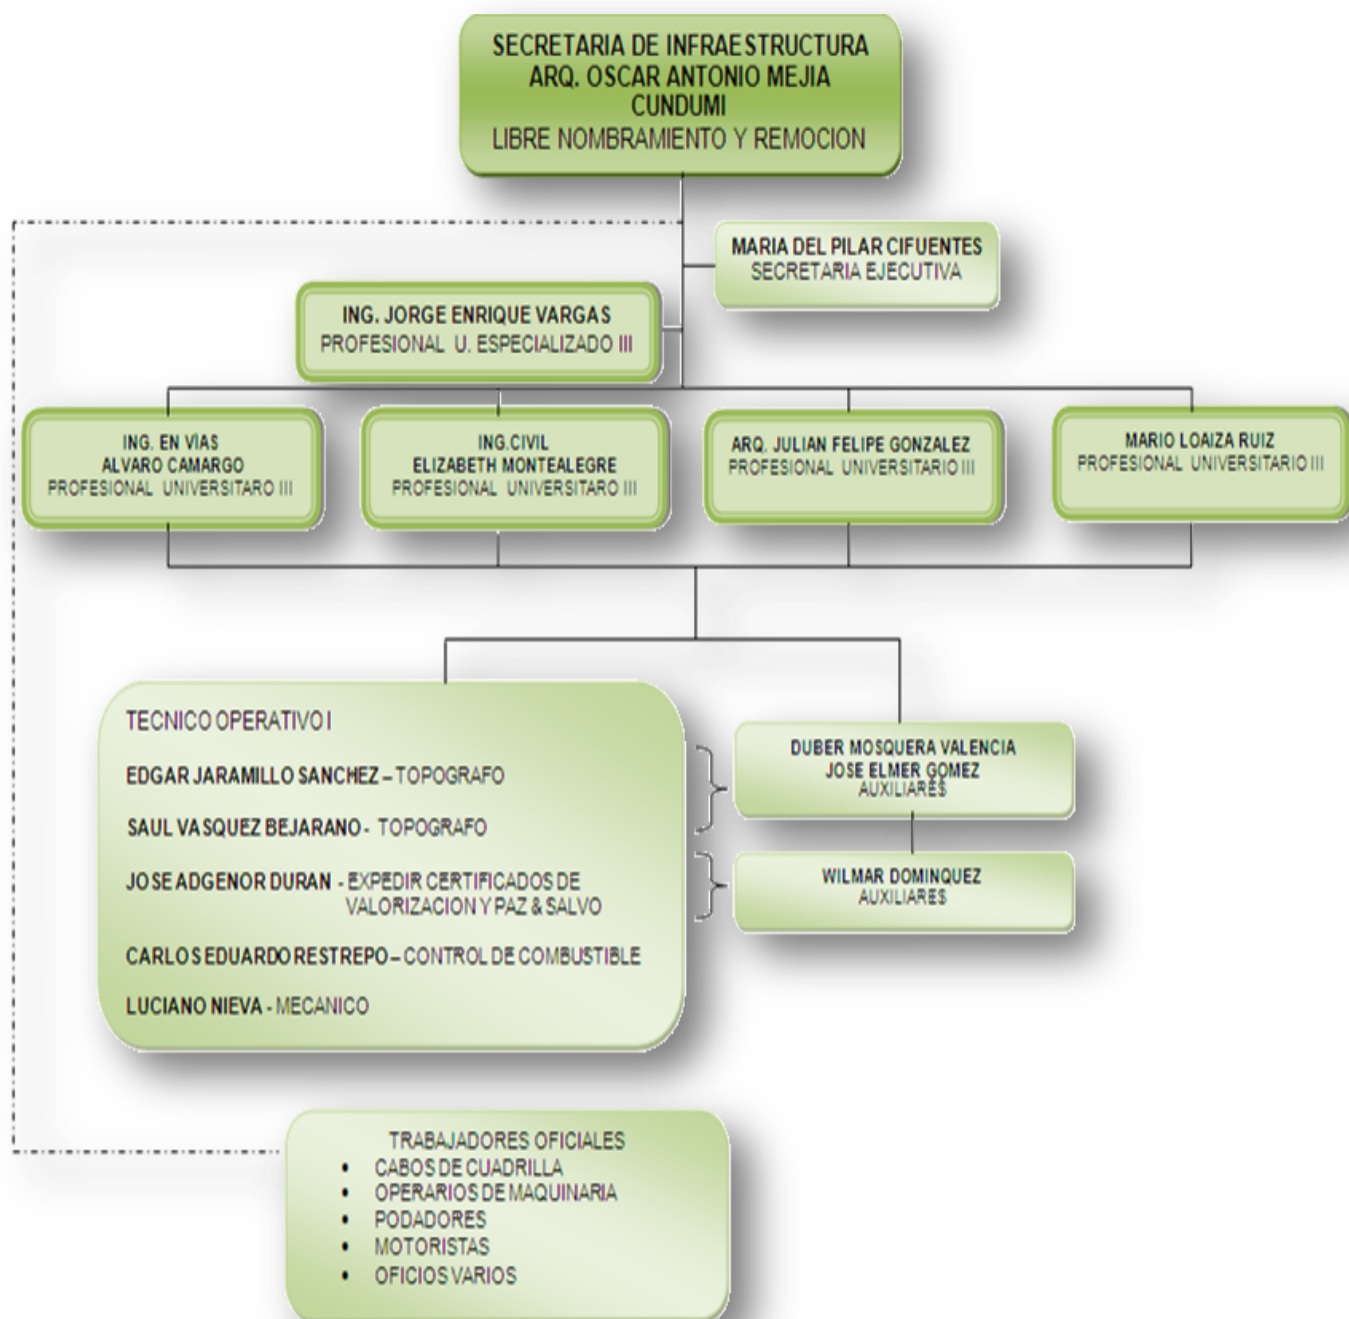 SECRETARIA DE INFRAESTRUCTURA
ARQ. OSCAR ANTONIO MEJIA
CUNDUMI
LIBRE NOMBRAMIENTO Y REMOCION
MARIA DEL PILAR CIFUENTES
SECRETARIA EJECUTIVA
ING. JORGE ENRIQUE VARGAS
PROFESIONAL U. ESPECIALIZADO III
ING. EN VÍAS
ALVARO CAMARGO
PROFESIONAL UNIVERSITARO III
ING.CIVIL
ELIZABETH MONTEALEGRE
PROFESIONAL UNIVERSITARO III
ARQ. JULIAN FELIPE GONZALEZ
PROFESIONAL UNIVERSITARIO III
MARIO LOAIZA RUIZ
PROFESIONAL UNIVERSITARIO III
TECNICO OPERATIVO I
EDGAR JARAMILLO SANCHEZ – TOPOGRAFO
SAUL VASQUEZ BEJARANO - TOPOGRAFO
JOSE ADGENOR DURAN - EXPEDIR CERTIFICADOS DE
VALORIZACION Y PAZ & SALVO
CARLOS EDUARDO RESTREPO – CONTROL DE COMBUSTIBLE
LUCIANO NIEVA - MECANICO
DUBER MOSQUERA VALENCIA
JOSE ELMER GOMEZ
AUXILIARES
WILMAR DOMINQUEZ
AUXILIARES
TRABAJADORES OFICIALES
• CABOS DE CUADRILLA
• OPERARIOS DE MAQUINARIA
• PODADORES
• MOTORISTAS
• OFICIOS VARIOS